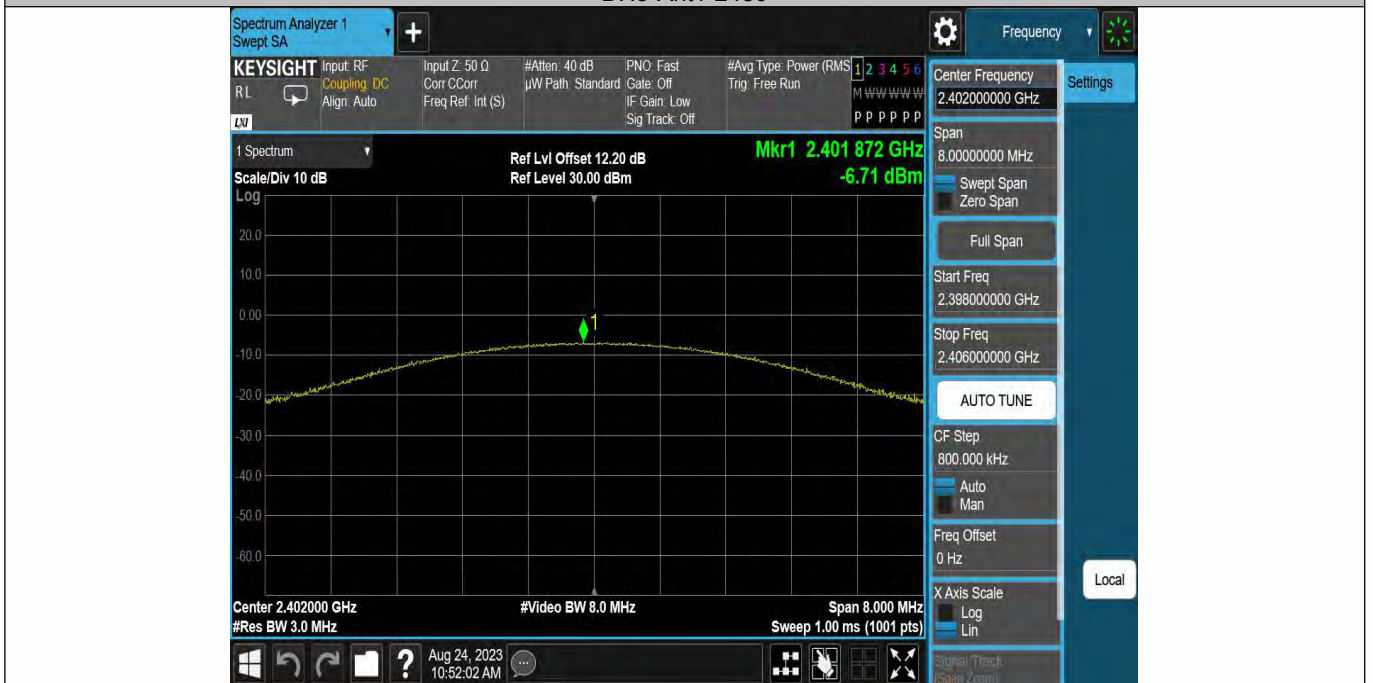 Spectrum Analyzer 1
Swept SA
+
Frequency
KEYSIGHT
RL
LXI
Input: RF
Coupling: DC
Align: Auto
Input Z: 50 Ω
Corr CCorr
Freq Ref: Int (S)
#Atten: 40 dB
µW Path: Standard
PNO: Fast
Gate: Off
IF Gain: Low
Sig Track: Off
#Avg Type: Power (RMS
Trig: Free Run
1 2 3 4 5 6
M W W W W W
P P P P P P
1 Spectrum
Scale/Div 10 dB
Log
Ref Lvl Offset 12.20 dB
Ref Level 30.00 dBm
Mkr1 2.401 872 GHz
-6.71 dBm
20.0
10.0
0.00
-10.0
-20.0
-30.0
-40.0
-50.0
-60.0
1
Center 2.402000 GHz
#Res BW 3.0 MHz
#Video BW 8.0 MHz
Span 8.000 MHz
Sweep 1.00 ms (1001 pts)
Center Frequency
2.402000000 GHz
Settings
Span
8.00000000 MHz
Swept Span
Zero Span
Full Span
Start Freq
2.398000000 GHz
Stop Freq
2.406000000 GHz
AUTO TUNE
CF Step
800.000 kHz
Auto
Man
Freq Offset
0 Hz
X Axis Scale
Log
Lin
Local
Signal Track
(Span Zoom)
?
Aug 24, 2023
10:52:02 AM